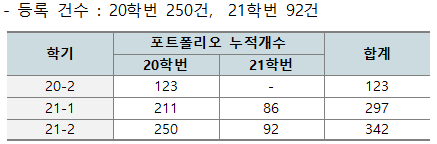 - 등록 건수 : 20학번 250건, 21학번 92건
학기 포트폴리오 누적개수 합계
20학번 21학번
20-2 123 - 123
21-1 211 86 297
21-2 250 92 342